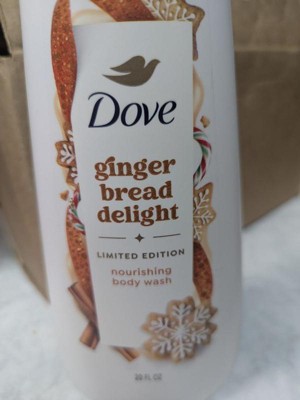 Dove
ginger
bread
delight
LIMITED EDITION
nourishing
body wash